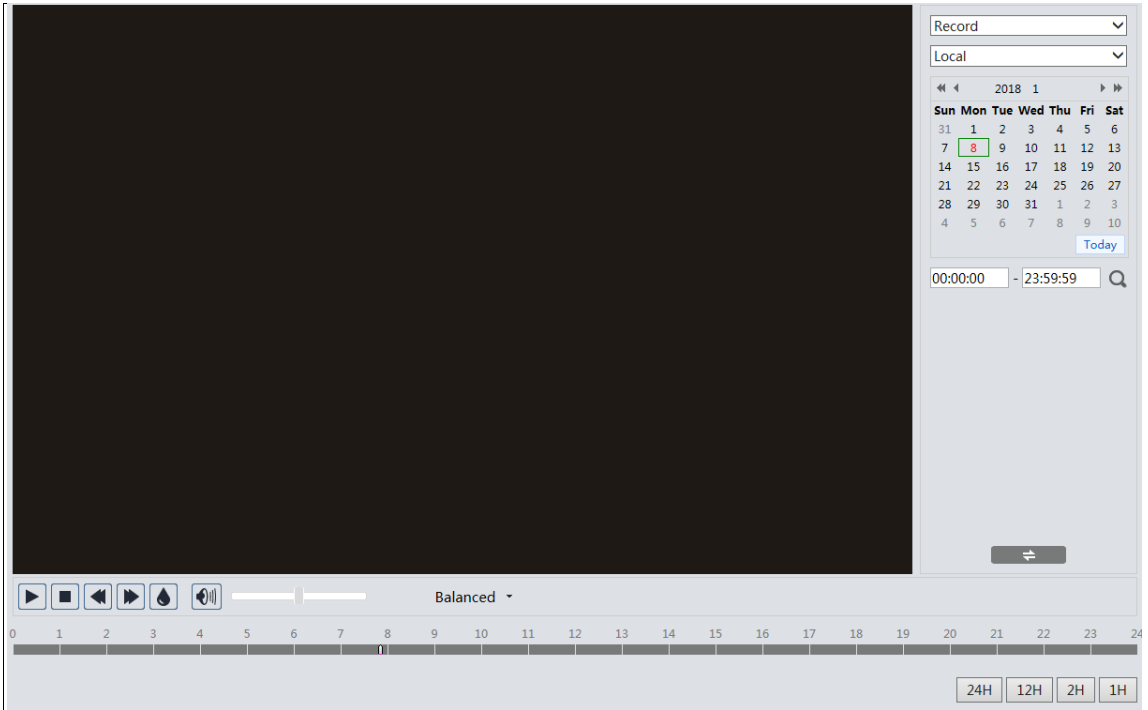 Record
Local
2018 1
Sun Mon Tue Wed Thu Fri Sat
31 1 2 3 4 5 6
7 8 9 10 11 12 13
14 15 16 17 18 19 20
21 22 23 24 25 26 27
28 29 30 31 1 2 3
4 5 6 7 8 9 10
Today
00:00:00 - 23:59:59
Balanced
0 1 2 3 4 5 6 7 8 9 10 11 12 13 14 15 16 17 18 19 20 21 22 23 24
24H 12H 2H 1H